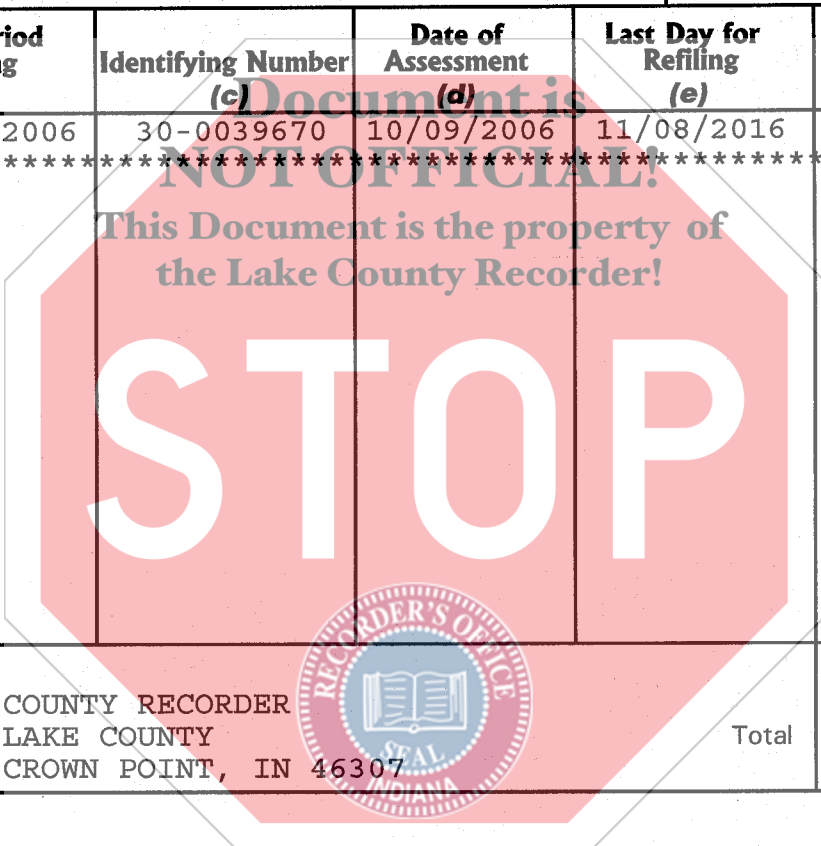 riod
g
Identifying Number
(c)
Date of
Assessment
(d)
Last Day for
Refiling
(e)
2006 30-0039670 10/09/2006 11/08/2016
****************************************************
Document is
NOT OFFICIAL!
This Document is the property of
the Lake County Recorder!
STOP
RECORDER'S OFFICE
SEAL
INDIANA
COUNTY RECORDER
LAKE COUNTY
CROWN POINT, IN 46307
Total